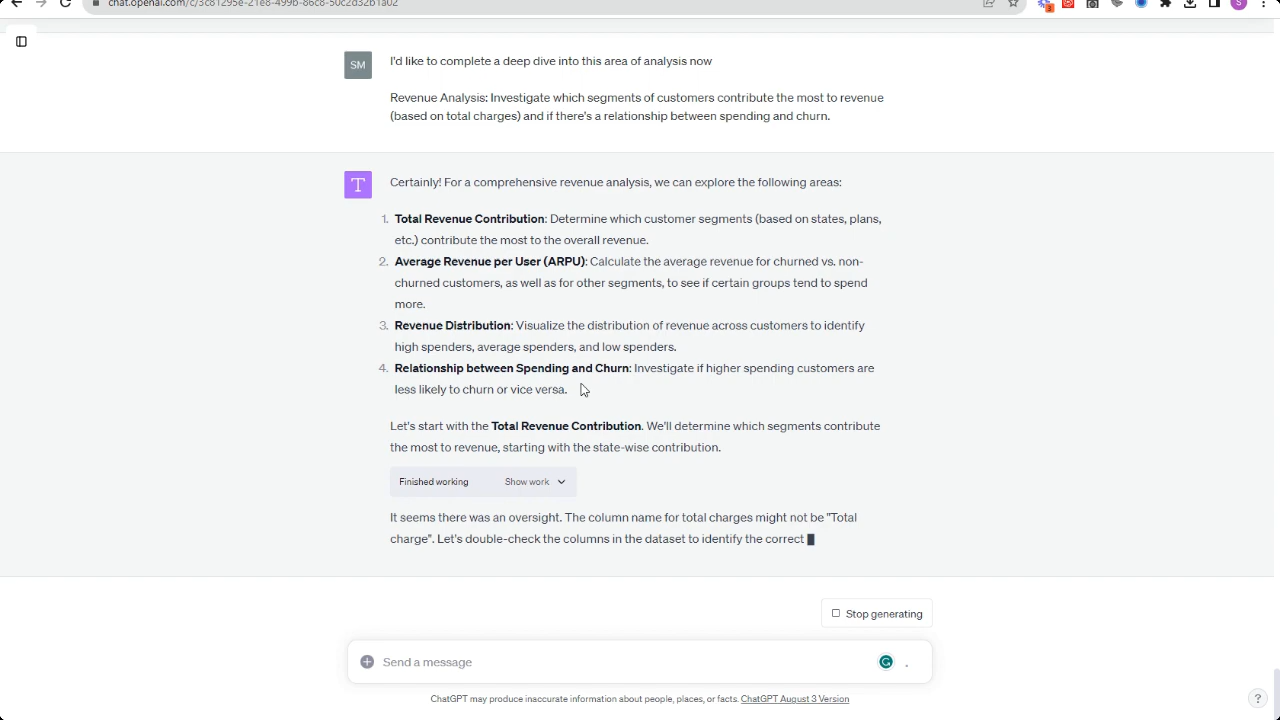 chat.openai.com/c/3c81295e-21e8-499b-86c8-50c2d32b1a02
3
S
SM
I'd like to complete a deep dive into this area of analysis now
Revenue Analysis: Investigate which segments of customers contribute the most to revenue
(based on total charges) and if there's a relationship between spending and churn.
T
Certainly! For a comprehensive revenue analysis, we can explore the following areas:
1. Total Revenue Contribution: Determine which customer segments (based on states, plans,
etc.) contribute the most to the overall revenue.
2. Average Revenue per User (ARPU): Calculate the average revenue for churned vs. non-
churned customers, as well as for other segments, to see if certain groups tend to spend
more.
3. Revenue Distribution: Visualize the distribution of revenue across customers to identify
high spenders, average spenders, and low spenders.
4. Relationship between Spending and Churn: Investigate if higher spending customers are
less likely to churn or vice versa.
Let's start with the Total Revenue Contribution. We'll determine which segments contribute
the most to revenue, starting with the state-wise contribution.
Finished working Show work
It seems there was an oversight. The column name for total charges might not be "Total
charge". Let's double-check the columns in the dataset to identify the correct
Stop generating
Send a message
ChatGPT may produce inaccurate information about people, places, or facts. ChatGPT August 3 Version
?